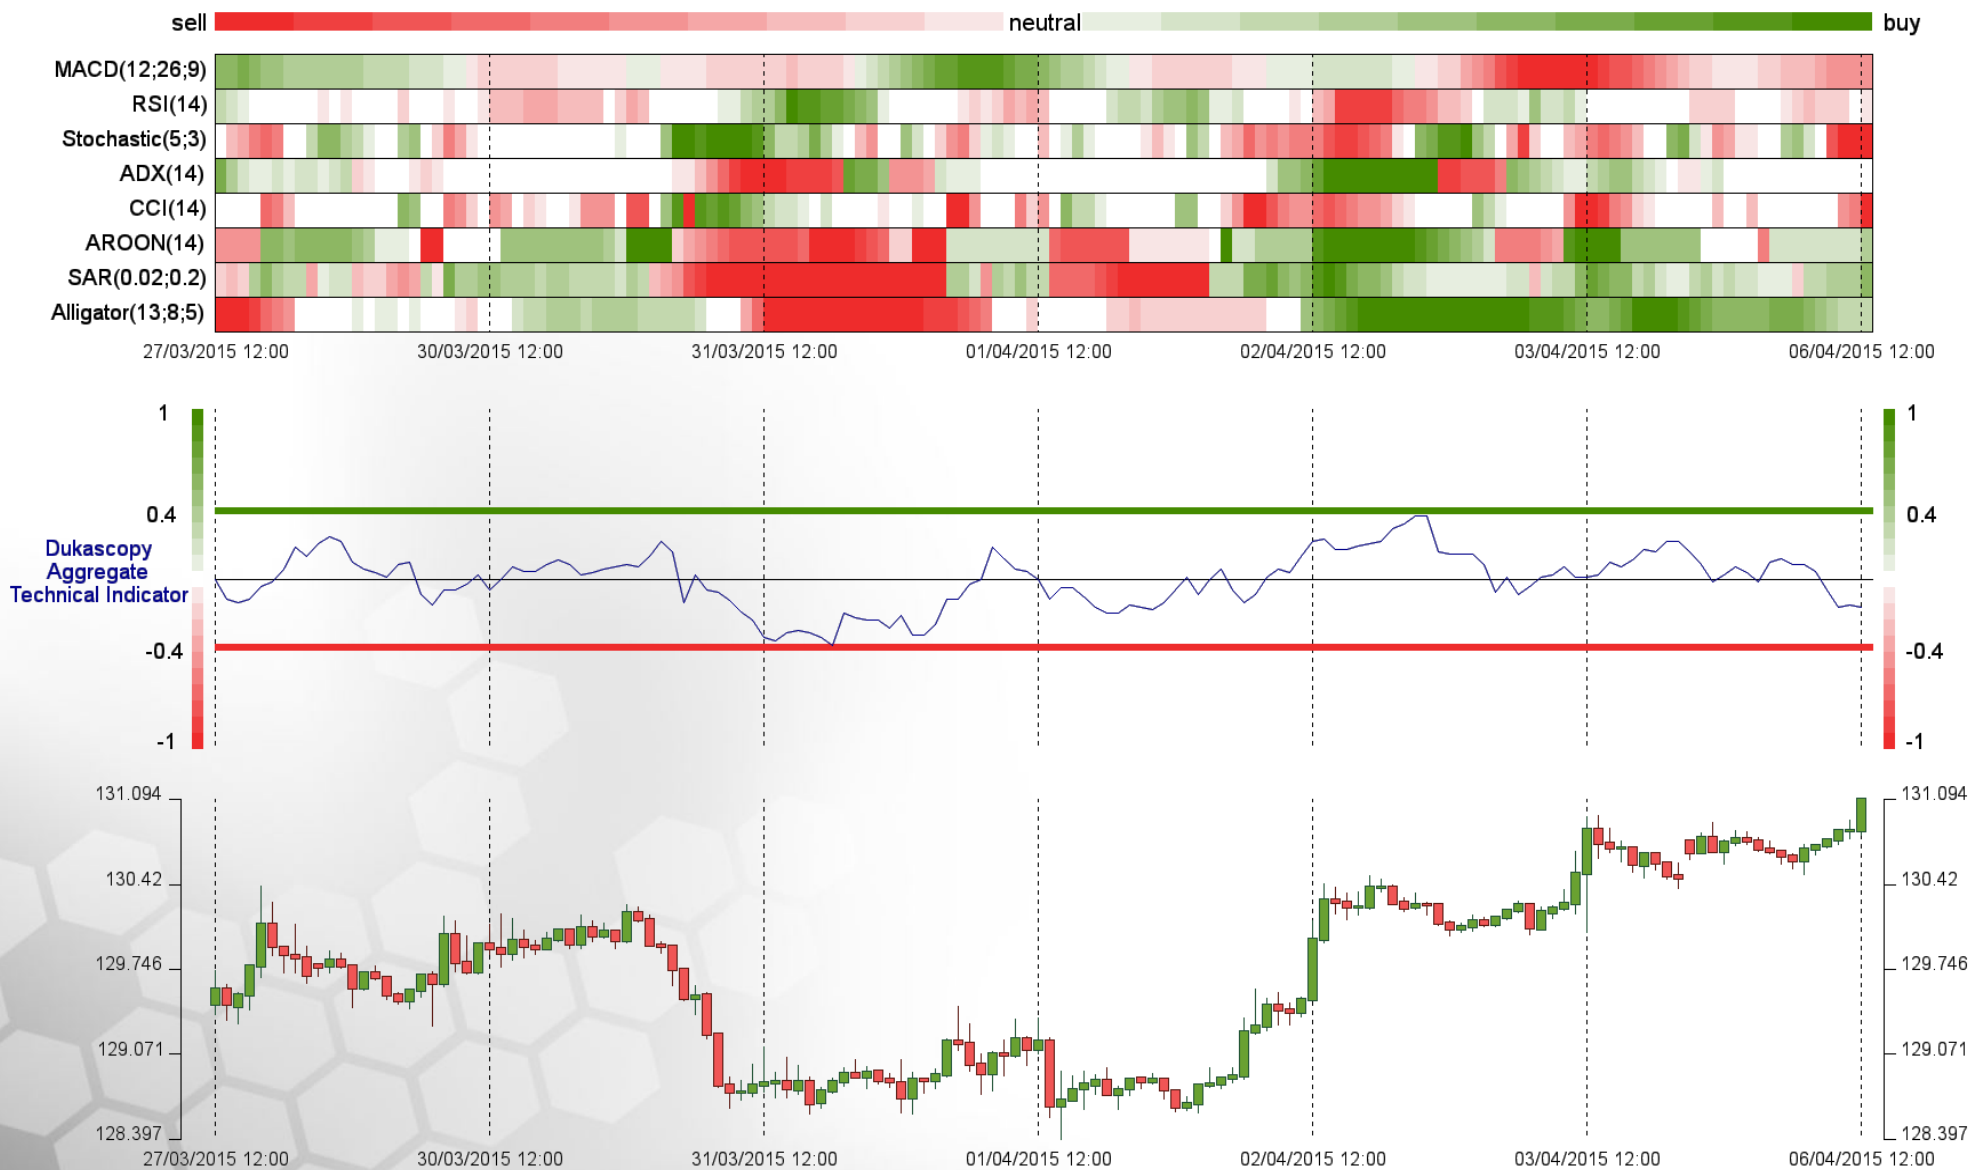 sell neutral buy
MACD(12;26;9)
RSI(14)
Stochastic(5;3)
ADX(14)
CCI(14)
AROON(14)
SAR(0.02;0.2)
Alligator(13;8;5)
27/03/2015 12:00 30/03/2015 12:00 31/03/2015 12:00 01/04/2015 12:00 02/04/2015 12:00 03/04/2015 12:00 06/04/2015 12:00
1 1
0.4 0.4
Dukascopy
Aggregate
Technical Indicator
-0.4 -0.4
-1 -1
131.094 131.094
130.42 130.42
129.746 129.746
129.071 129.071
128.397 128.397
27/03/2015 12:00 30/03/2015 12:00 31/03/2015 12:00 01/04/2015 12:00 02/04/2015 12:00 03/04/2015 12:00 06/04/2015 12:00